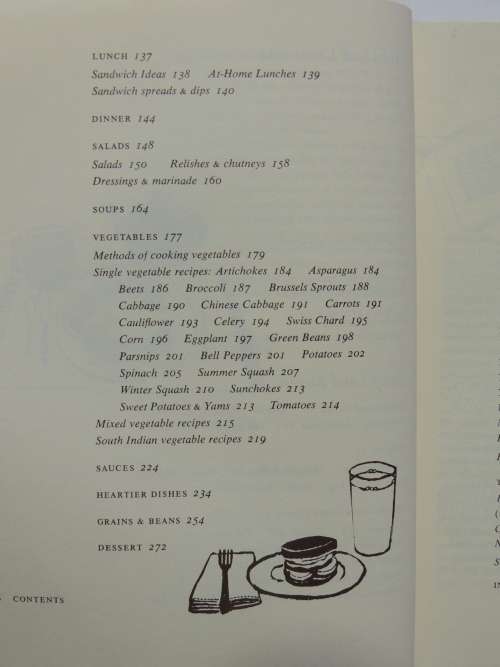 LUNCH 137
Sandwich Ideas 138 At-Home Lunches 139
Sandwich spreads & dips 140
DINNER 144
SALADS 148
Salads 150 Relishes & chutneys 158
Dressings & marinade 160
SOUPS 164
VEGETABLES 177
Methods of cooking vegetables 179
Single vegetable recipes: Artichokes 184 Asparagus 184
Beets 186 Broccoli 187 Brussels Sprouts 188
Cabbage 190 Chinese Cabbage 191 Carrots 191
Cauliflower 193 Celery 194 Swiss Chard 195
Corn 196 Eggplant 197 Green Beans 198
Parsnips 201 Bell Peppers 201 Potatoes 202
Spinach 205 Summer Squash 207
Winter Squash 210 Sunchokes 213
Sweet Potatoes & Yams 213 Tomatoes 214
Mixed vegetable recipes 215
South Indian vegetable recipes 219
SAUCES 224
HEARTIER DISHES 234
GRAINS & BEANS 254
DESSERT 272
CONTENTS